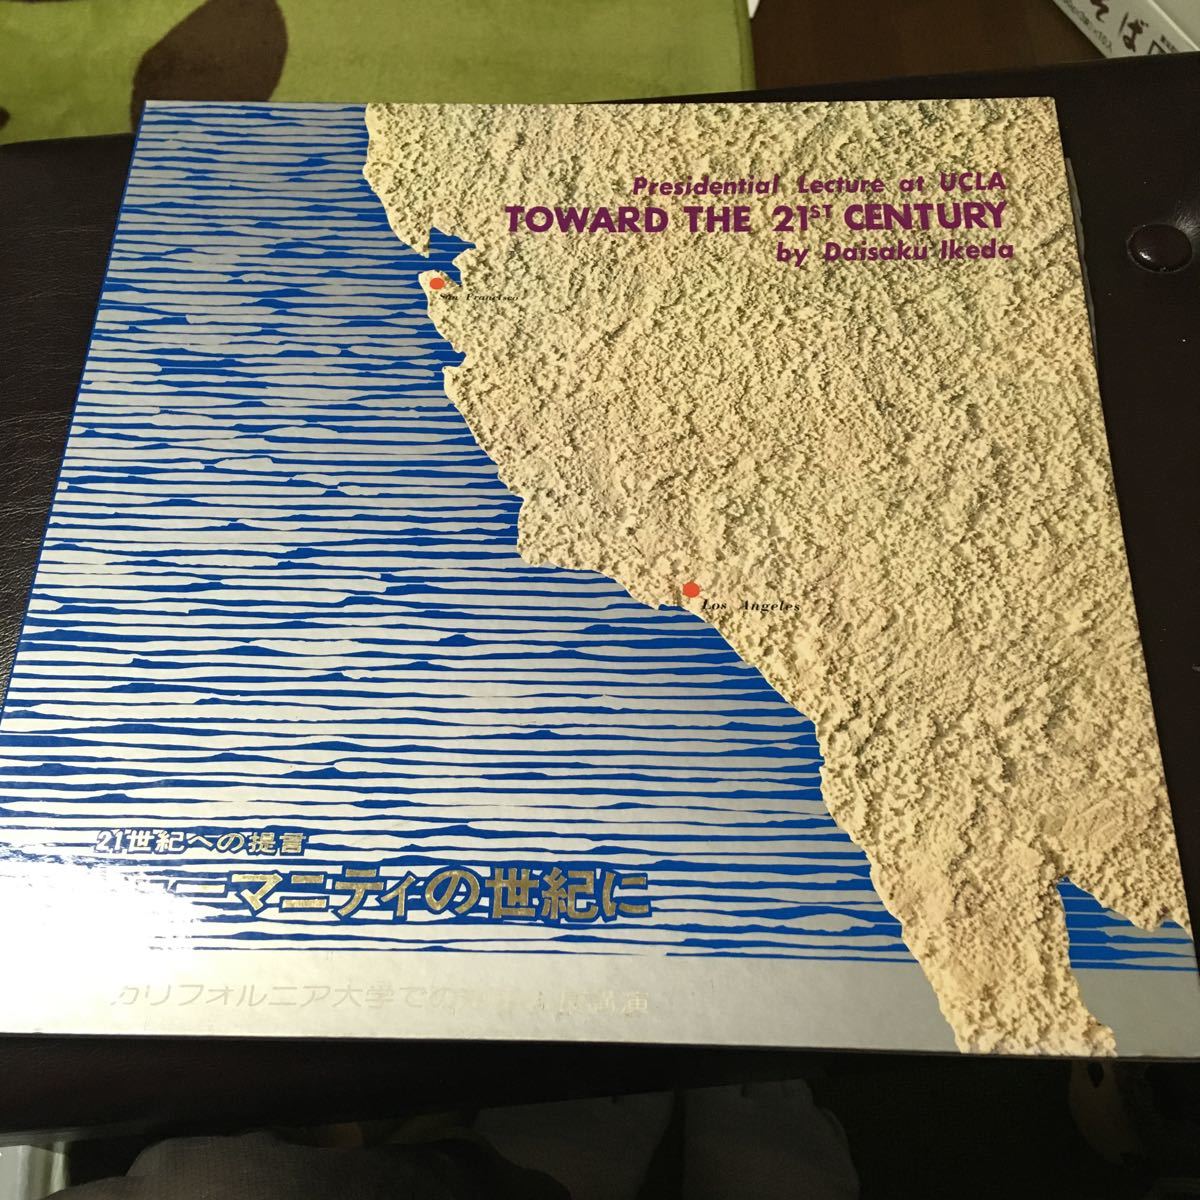 Presidential Lecture at UCLA
TOWARD THE 21ST CENTURY
by Daisaku Ikeda
San Francisco
Los Angeles
21世紀への提言
ーマニティの世紀に
カリフォルニア大学での
講演